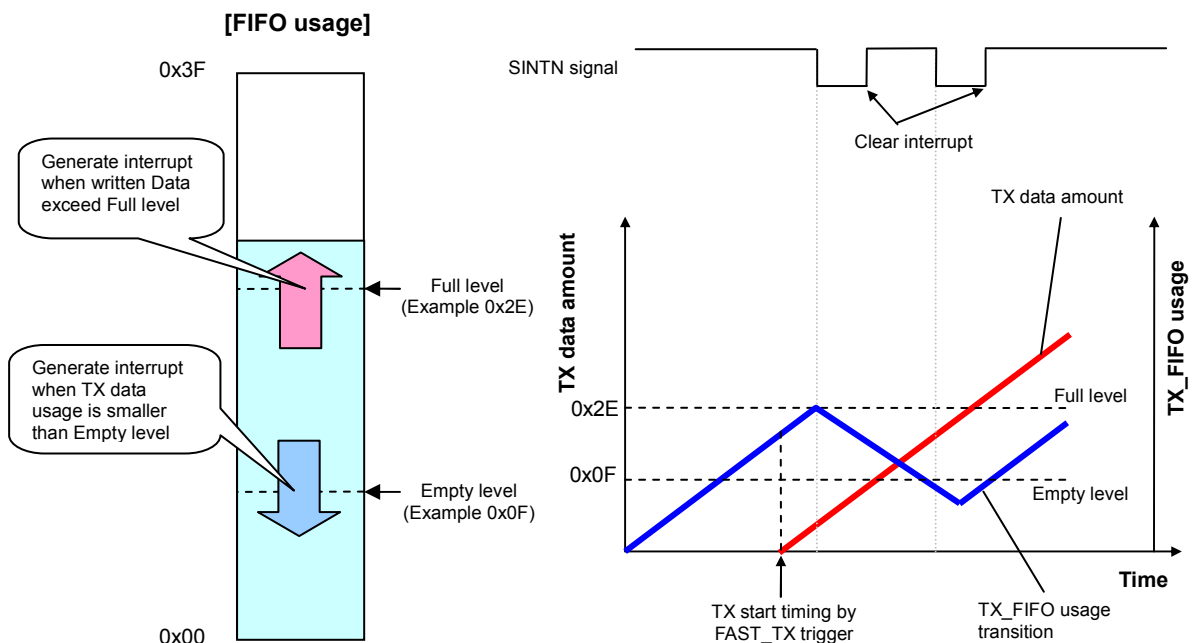 [FIFO usage]
0x3F
Generate interrupt
when written Data
exceed Full level
Full level
(Example 0x2E)
Generate interrupt
when TX data
usage is smaller
than Empty level
Empty level
(Example 0x0F)
0x00
SINTN signal
Clear interrupt
TX data amount
TX data amount
TX_FIFO usage
0x2E
Full level
0x0F
Empty level
Time
TX start timing by
FAST_TX trigger
TX_FIFO usage
transition